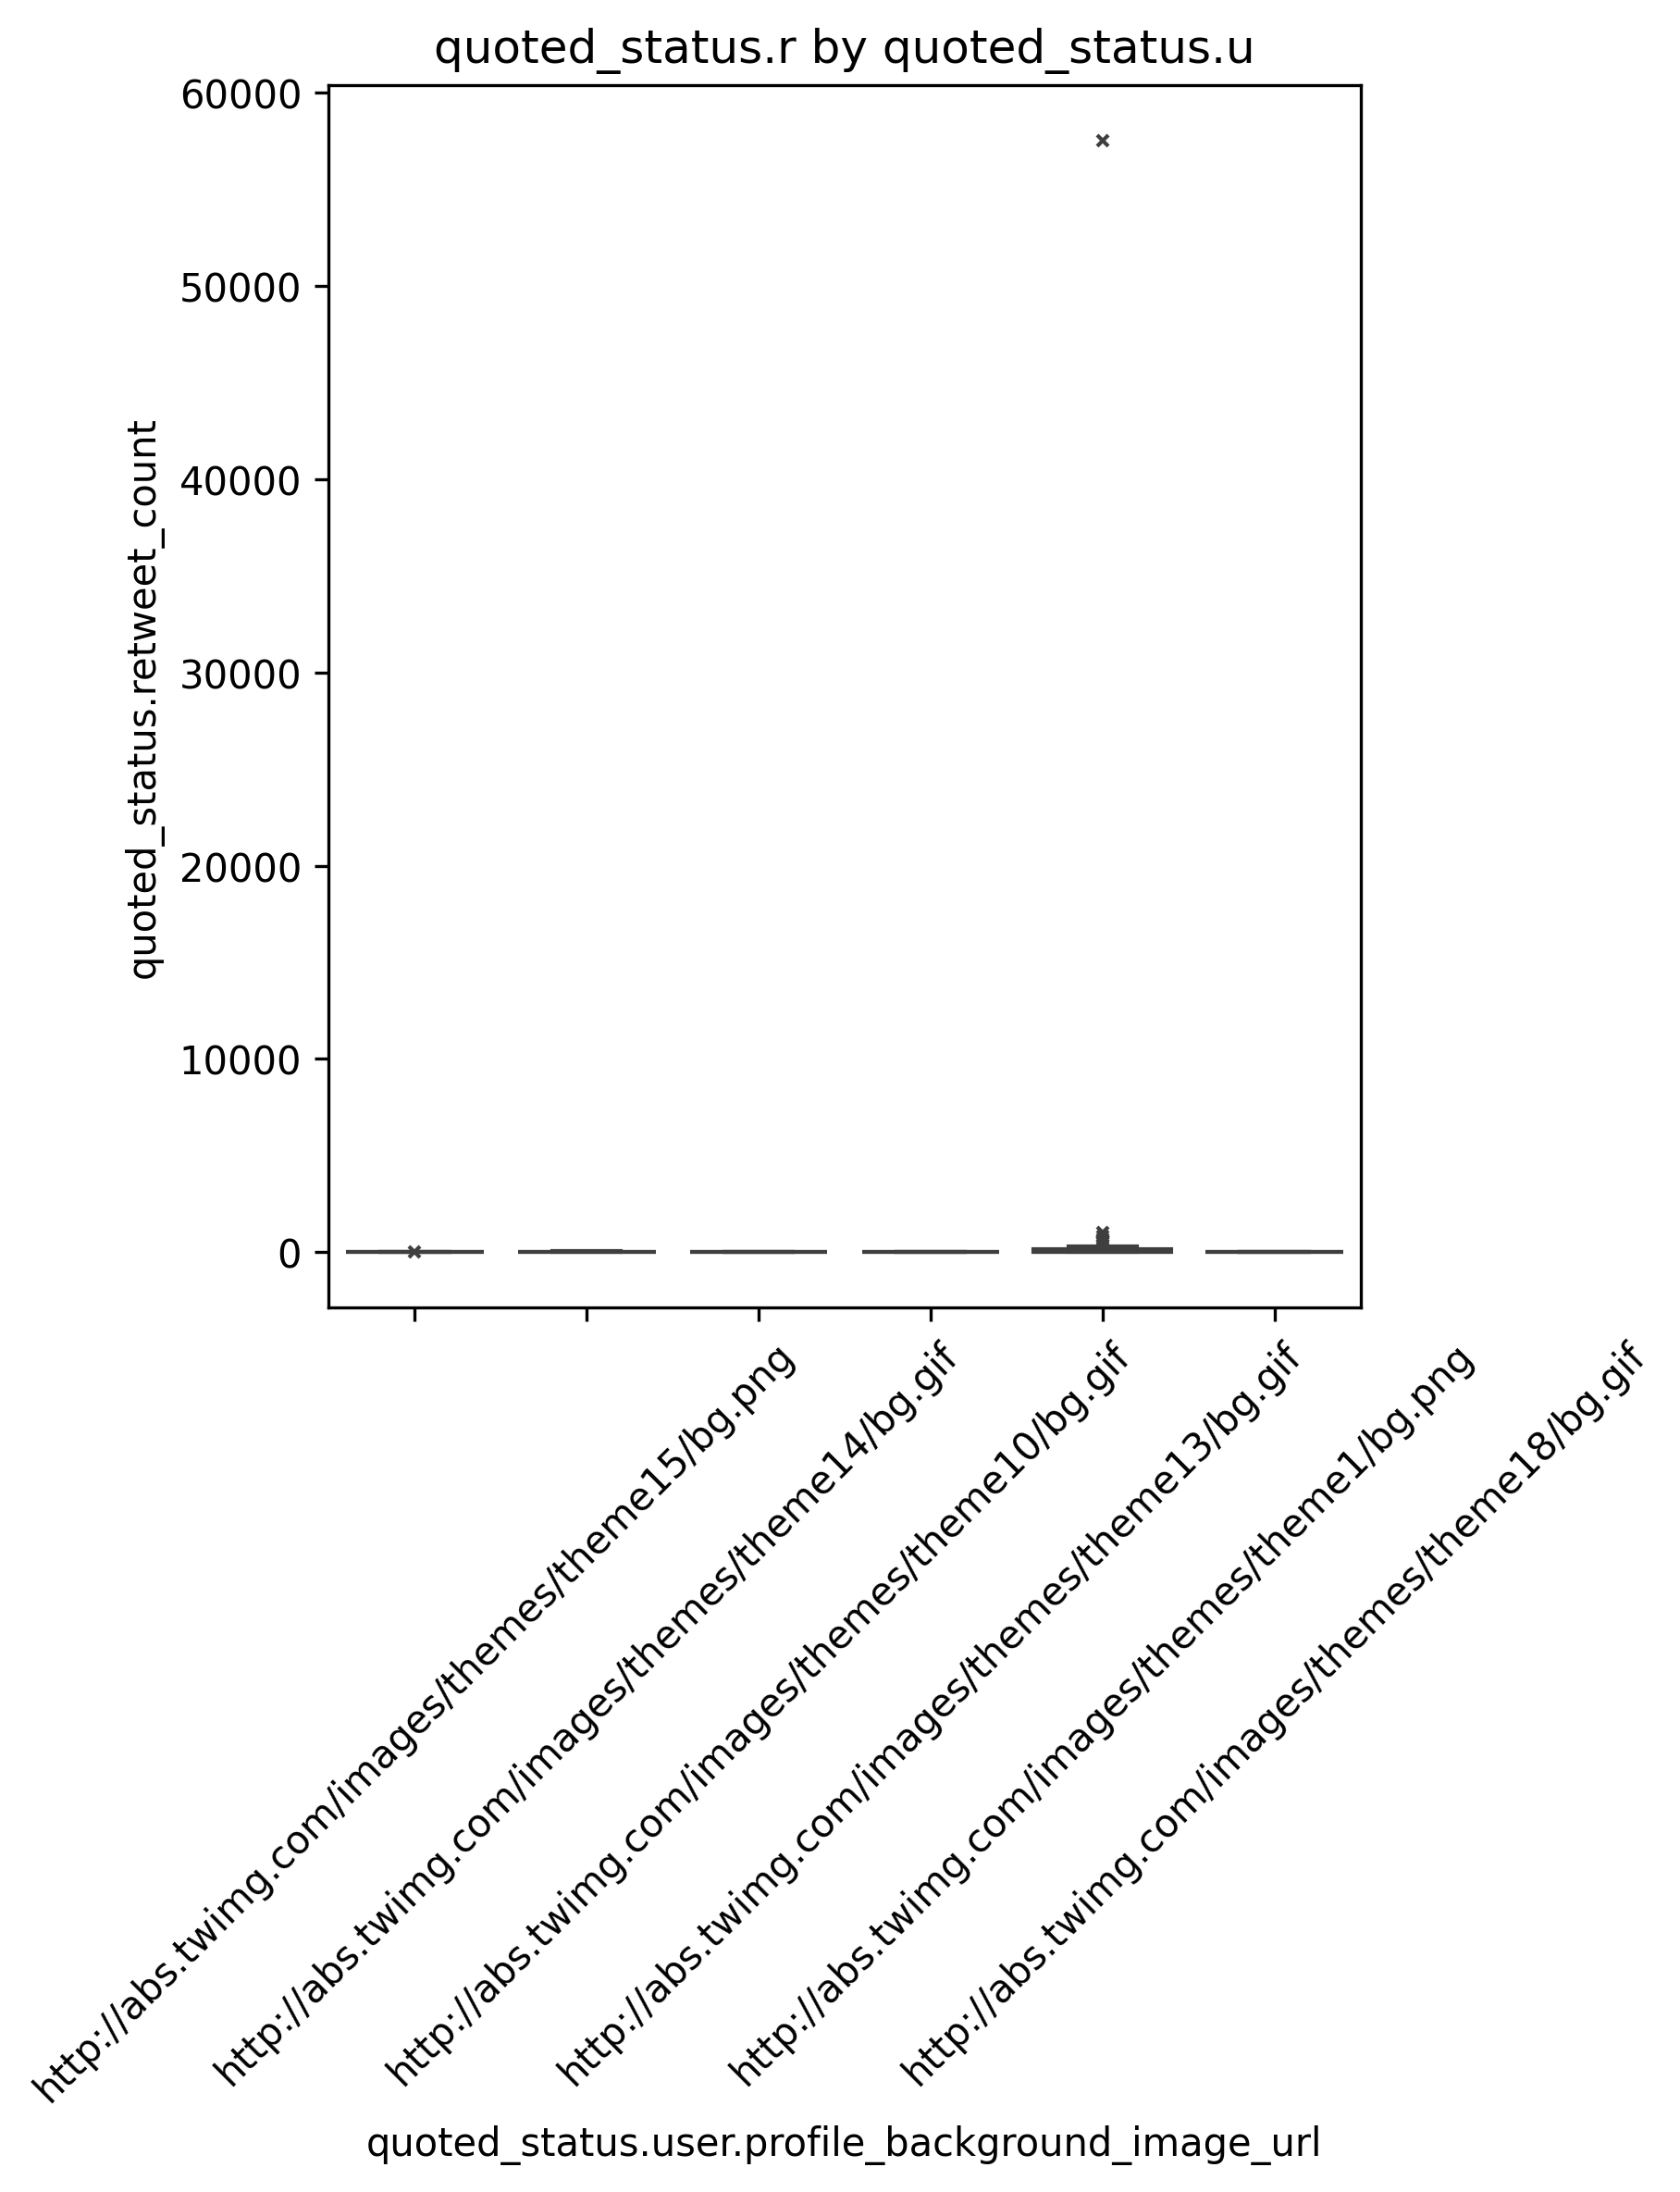 quoted_status.r by quoted_status.u
60000
50000
40000
30000
20000
10000
0
quoted_status.retweet_count
http://abs.twimg.com/images/themes/theme15/bg.png
http://abs.twimg.com/images/themes/theme14/bg.gif
http://abs.twimg.com/images/themes/theme10/bg.gif
http://abs.twimg.com/images/themes/theme13/bg.gif
http://abs.twimg.com/images/themes/theme1/bg.png
http://abs.twimg.com/images/themes/theme18/bg.gif
quoted_status.user.profile_background_image_url